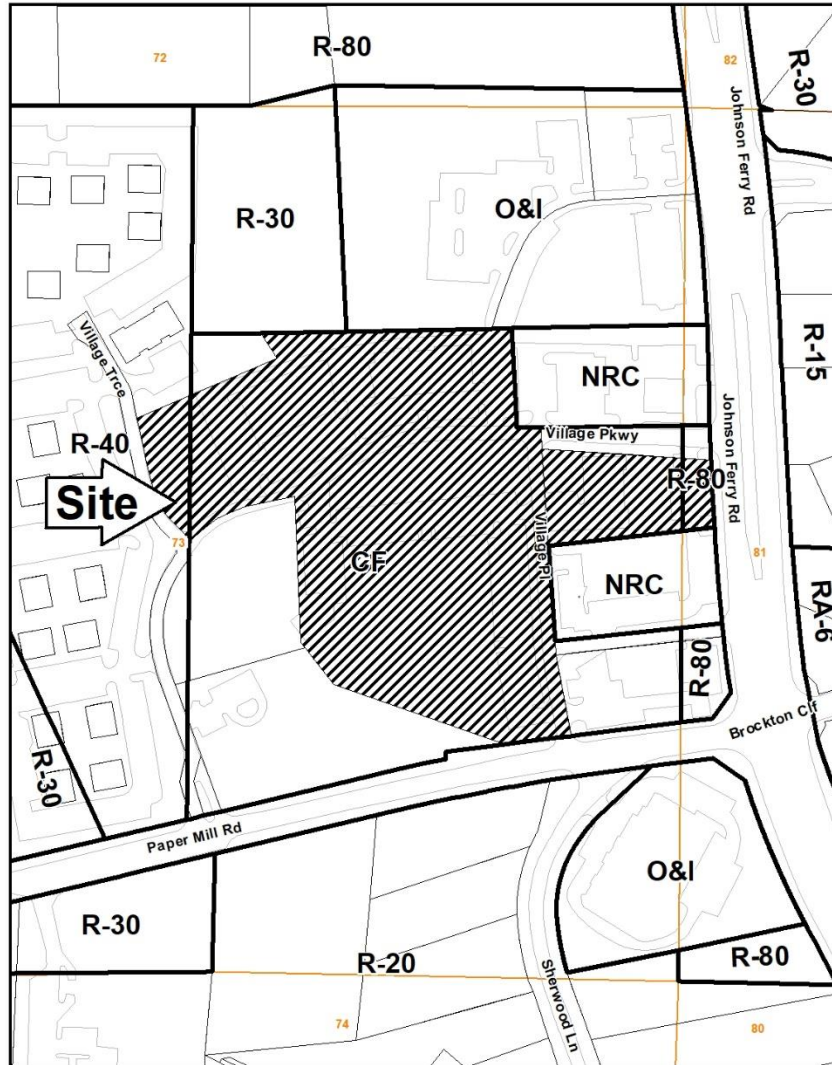 R-80
72
82
R-30
Johnson Ferry Rd
R-30
O&I
Village Trce
NRC
R-15
Village Pkwy
Johnson Ferry Rd
R-40
R-80
Site
73
Village Pl
81
CF
NRC
RA-6
R-80
Brockton Clf
R-30
Paper Mill Rd
O&I
R-30
R-20
R-80
Sherwood Ln
74
80